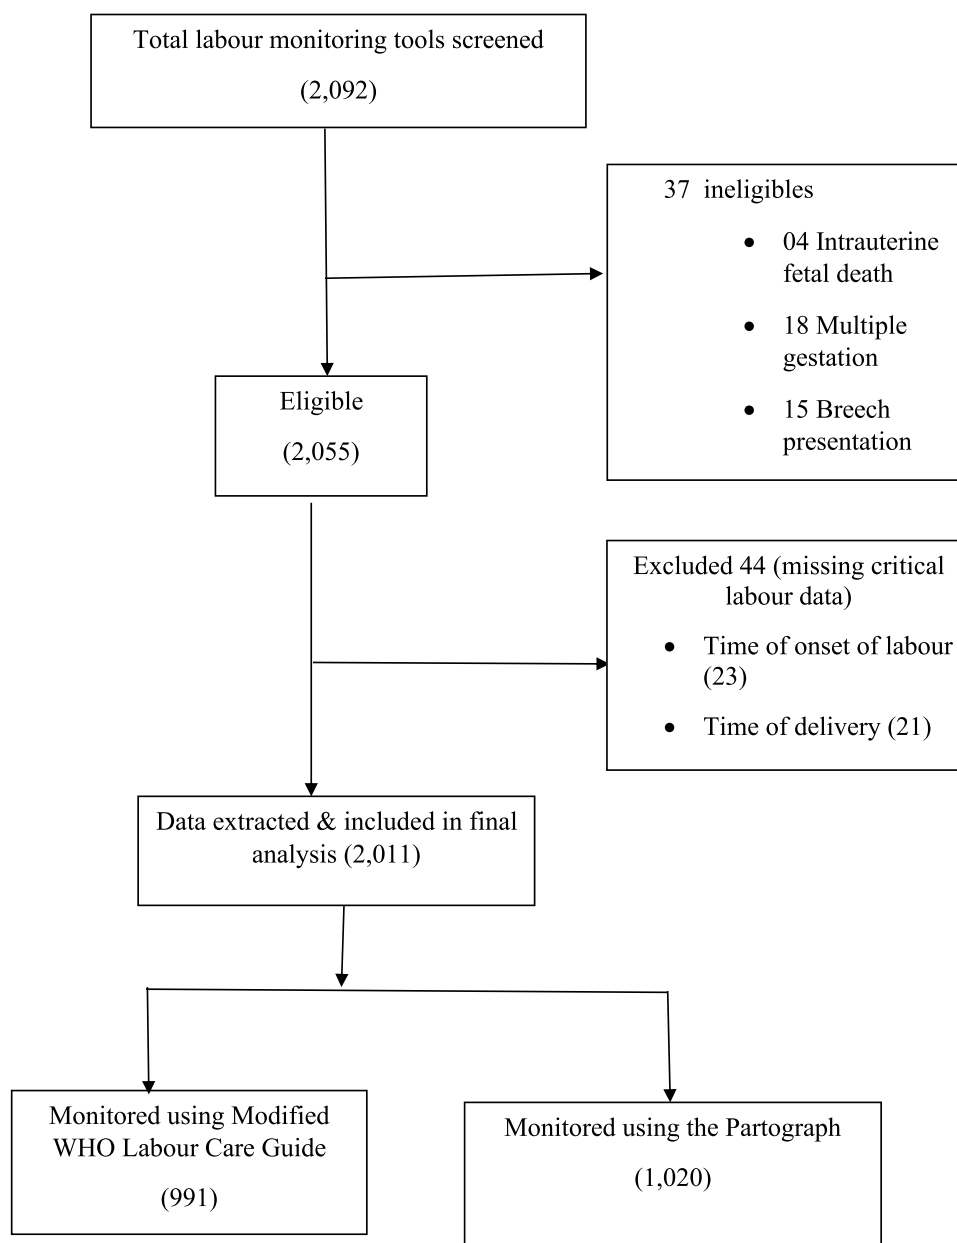 Total labour monitoring tools screened
(2,092)
37 ineligibles
• 04 Intrauterine
fetal death
• 18 Multiple
gestation
• 15 Breech
presentation
Eligible
(2,055)
Excluded 44 (missing critical
labour data)
• Time of onset of labour
(23)
• Time of delivery (21)
Data extracted & included in final
analysis (2,011)
Monitored using Modified
WHO Labour Care Guide
(991)
Monitored using the Partograph
(1,020)